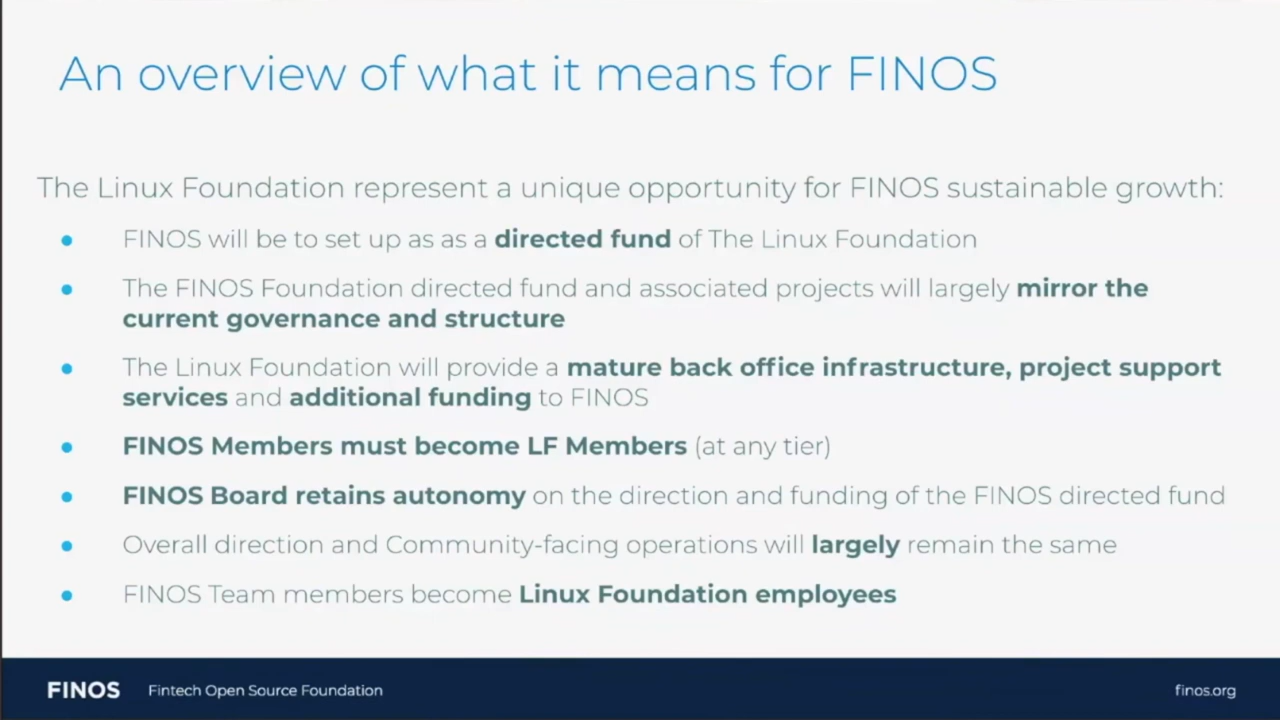 An overview of what it means for FINOS
The Linux Foundation represent a unique opportunity for FINOS sustainable growth:
● FINOS will be to set up as as a directed fund of The Linux Foundation
● The FINOS Foundation directed fund and associated projects will largely mirror the
current governance and structure
● The Linux Foundation will provide a mature back office infrastructure, project support
services and additional funding to FINOS
● FINOS Members must become LF Members (at any tier)
● FINOS Board retains autonomy on the direction and funding of the FINOS directed fund
● Overall direction and Community-facing operations will largely remain the same
● FINOS Team members become Linux Foundation employees
FINOS Fintech Open Source Foundation finos.org